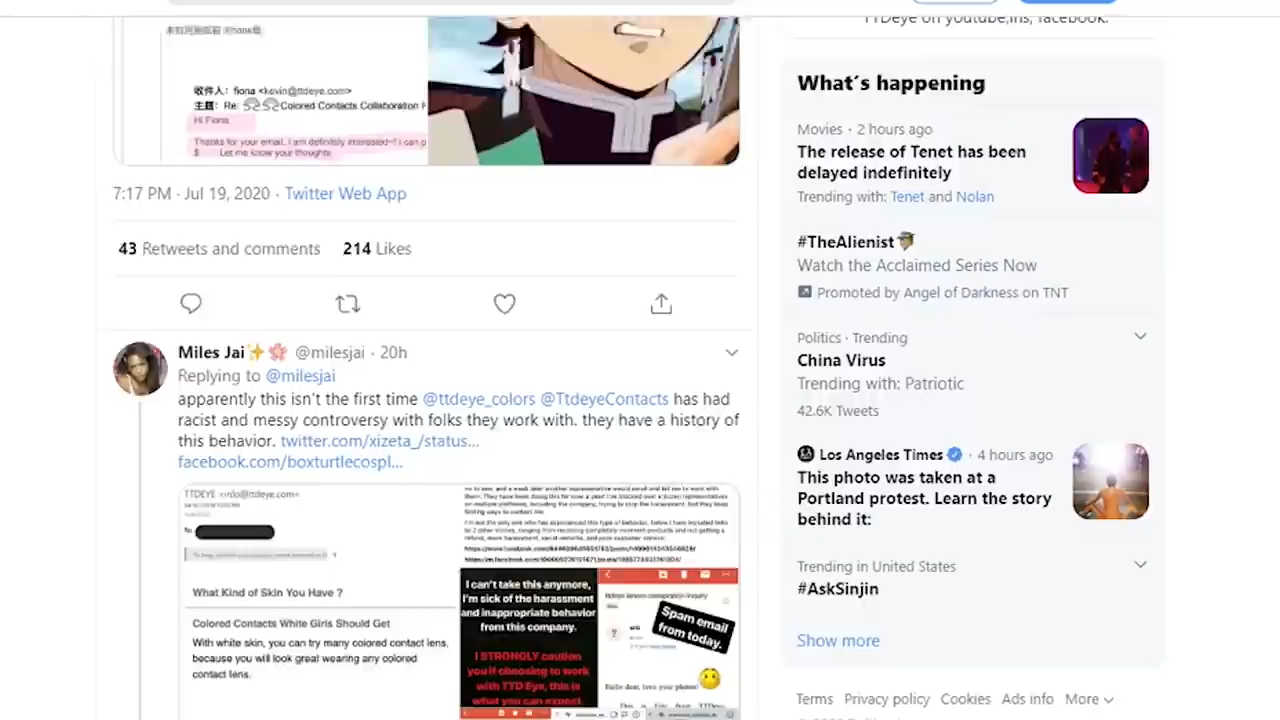 TTDeye on youtube,ins, facebook.
收件人: fiona <kevin@ttdeye.com>
主题: Re: Colored Contacts Collaboration
Hi Fiona,
Thanks for your email. I am definitely interested~! I can
$ Let me know your thoughts
7:17 PM · Jul 19, 2020 · Twitter Web App
43 Retweets and comments 214 Likes
Miles Jai✨🌸 @milesjai · 20h
Replying to @milesjai
apparently this isn't the first time @ttdeye_colors @TtdeyeContacts has had
racist and messy controversy with folks they work with. they have a history of
this behavior. twitter.com/xizeta_/status...
facebook.com/boxturtlecospl...
What Kind of Skin You Have ?
Colored Contacts White Girls Should Get
With white skin, you can try many colored contact lens,
because you will look great wearing any colored
contact lens.
I can't take this anymore,
I'm sick of the harassment
and inappropriate behavior
from this company.
I STRONGLY caution
you if choosing to work
with TTD Eye, this is
what you can expect.
Spam email
from today.
What's happening
Movies · 2 hours ago
The release of Tenet has been
delayed indefinitely
Trending with: Tenet and Nolan
#TheAlienist
Watch the Acclaimed Series Now
Promoted by Angel of Darkness on TNT
Politics · Trending
China Virus
Trending with: Patriotic
42.6K Tweets
Los Angeles Times · 4 hours ago
This photo was taken at a
Portland protest. Learn the story
behind it:
Trending in United States
#AskSinjin
Show more
Terms Privacy policy Cookies Ads info More